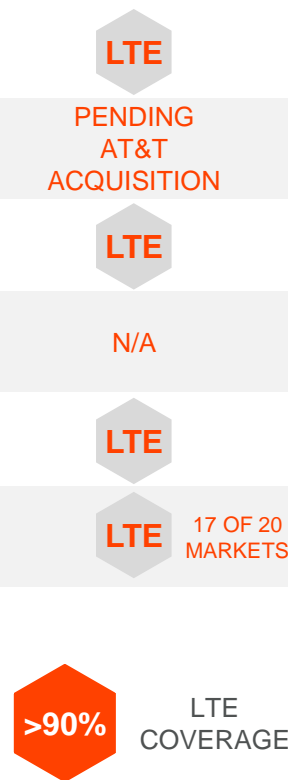 LTE
PENDING
AT&T
ACQUISITION
LTE
N/A
LTE
LTE
17 OF 20
MARKETS
>90%
LTE
COVERAGE